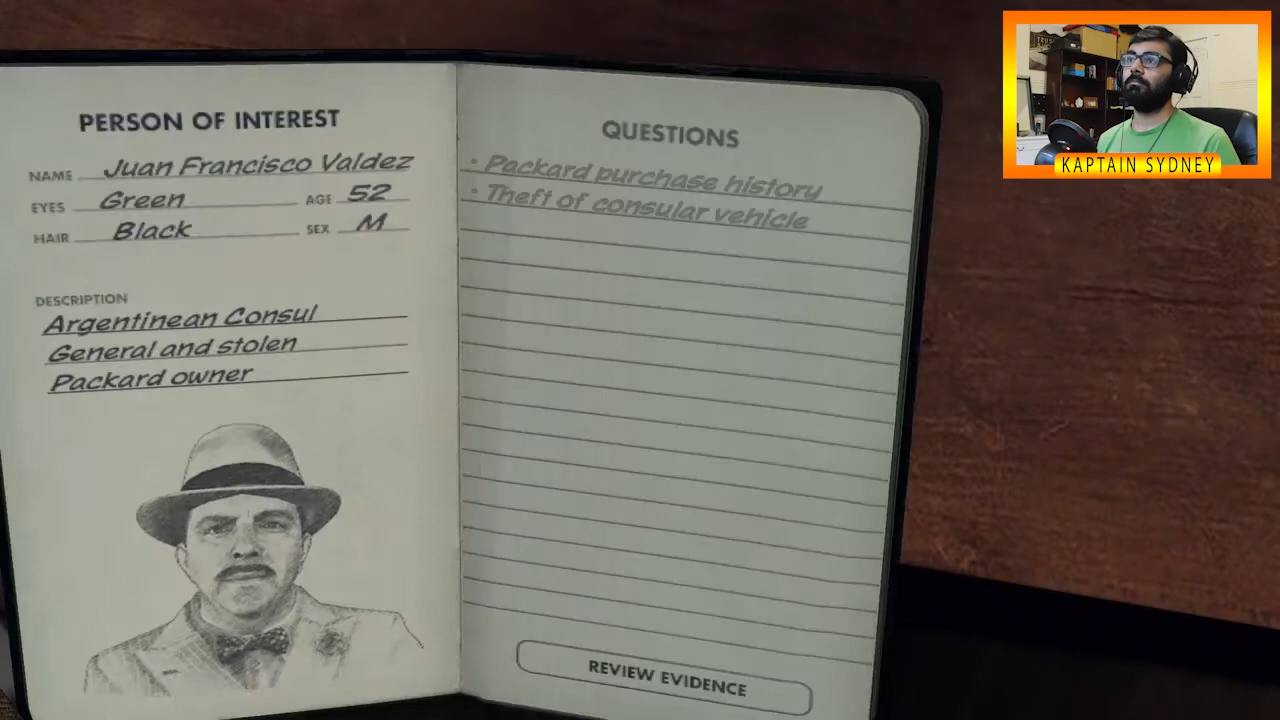 PERSON OF INTEREST
NAME Juan Francisco Valdez
EYES Green AGE 52
HAIR Black SEX M
DESCRIPTION
Argentinean Consul
General and stolen
Packard owner
QUESTIONS
• Packard purchase history
• Theft of consular vehicle
REVIEW EVIDENCE
KAPTAIN SYDNEY